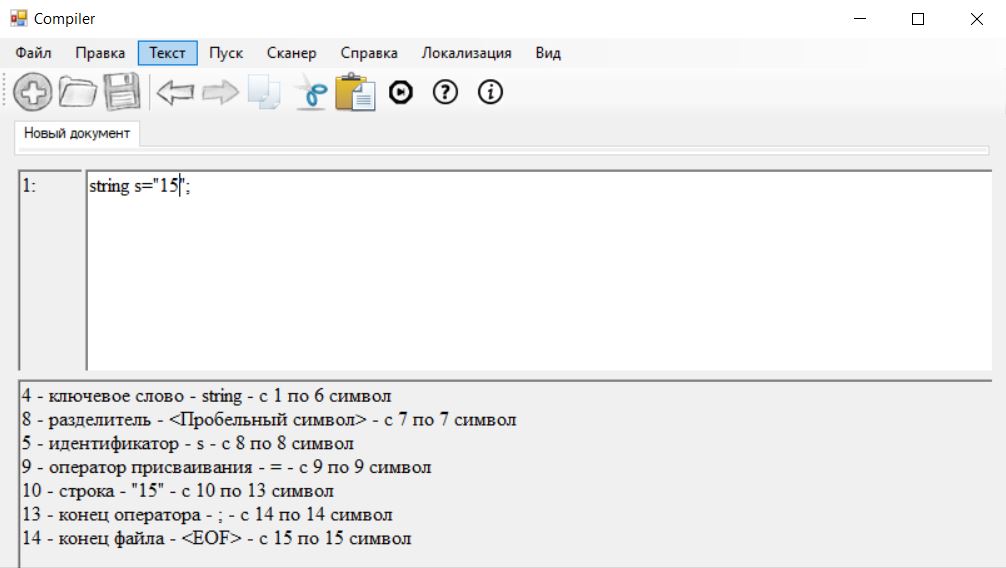 Compiler
Файл Правка Текст Пуск Сканер Справка Локализация Вид
Новый документ
1: string s="15";
4 - ключевое слово - string - с 1 по 6 символ
8 - разделитель - <Пробельный символ> - с 7 по 7 символ
5 - идентификатор - s - с 8 по 8 символ
9 - оператор присваивания - = - с 9 по 9 символ
10 - строка - "15" - с 10 по 13 символ
13 - конец оператора - ; - с 14 по 14 символ
14 - конец файла - <EOF> - с 15 по 15 символ